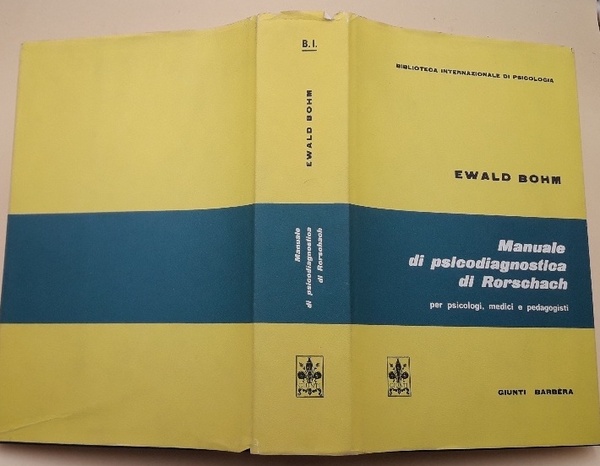 B.I.
EWALD BOHM
Manuale
di psicodiagnostica
di Rorschach
BIBLIOTECA INTERNAZIONALE DI PSICOLOGIA
EWALD BOHM
Manuale
di psicodiagnostica
di Rorschach
per psicologi, medici e pedagogisti
GIUNTI BARBÈRA